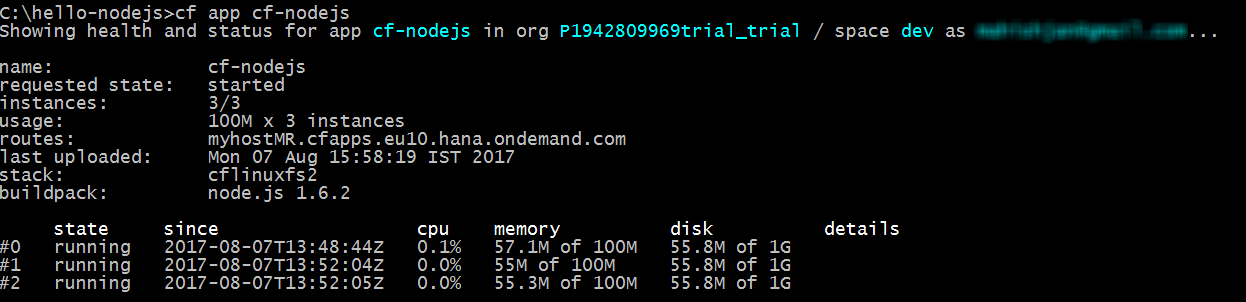 C:\hello-nodejs>cf app cf-nodejs
Showing health and status for app cf-nodejs in org P1942809969trial_trial / space dev as ...
name: cf-nodejs
requested state: started
instances: 3/3
usage: 100M x 3 instances
routes: myhostMR.cfapps.eu10.hana.ondemand.com
last uploaded: Mon 07 Aug 15:58:19 IST 2017
stack: cflinuxfs2
buildpack: node.js 1.6.2
state since cpu memory disk details
#0 running 2017-08-07T13:48:44Z 0.1% 57.1M of 100M 55.8M of 1G
#1 running 2017-08-07T13:52:04Z 0.0% 55M of 100M 55.8M of 1G
#2 running 2017-08-07T13:52:05Z 0.0% 55.3M of 100M 55.8M of 1G